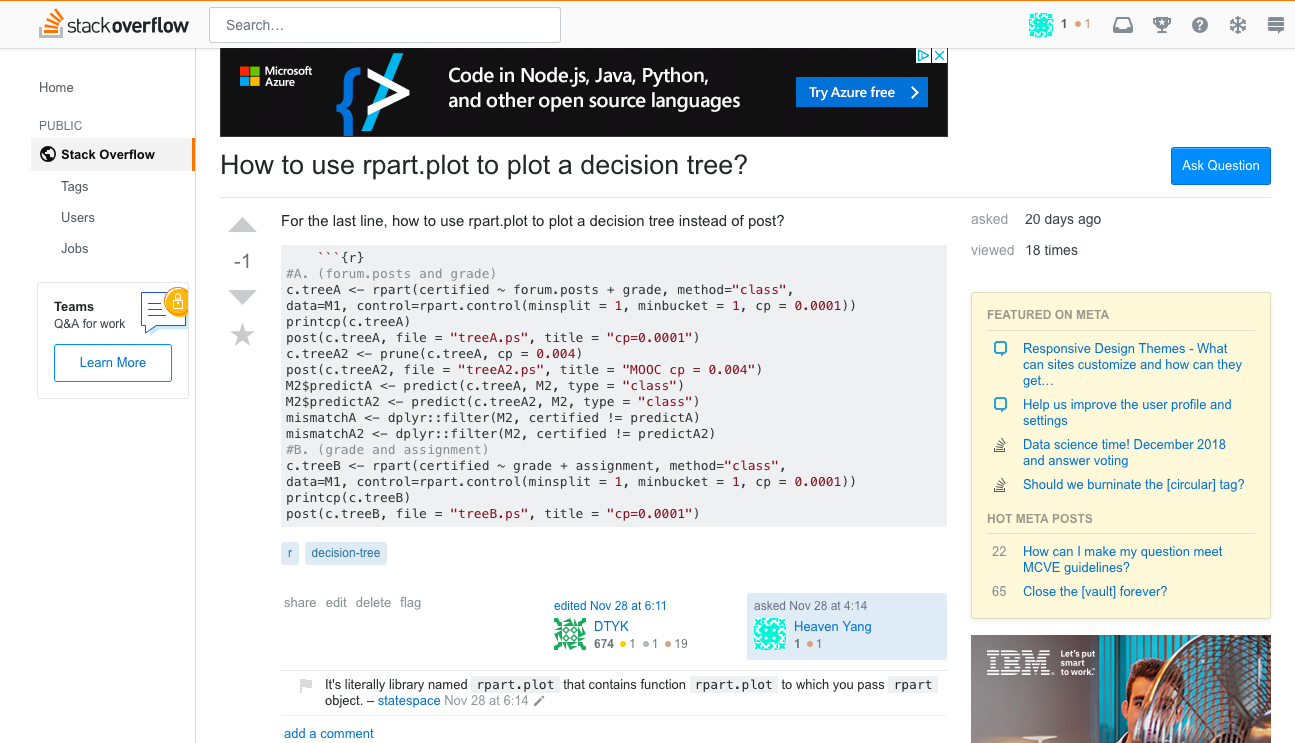 stackoverflow
Search…
1 1
Microsoft
Azure
Code in Node.js, Java, Python,
and other open source languages
Try Azure free
Home
PUBLIC
Stack Overflow
Tags
Users
Jobs
Teams
Q&A for work
Learn More
How to use rpart.plot to plot a decision tree?
Ask Question
-1
For the last line, how to use rpart.plot to plot a decision tree instead of post?
```{r}
#A. (forum.posts and grade)
c.treeA <- rpart(certified ~ forum.posts + grade, method="class",
data=M1, control=rpart.control(minsplit = 1, minbucket = 1, cp = 0.0001))
printcp(c.treeA)
post(c.treeA, file = "treeA.ps", title = "cp=0.0001")
c.treeA2 <- prune(c.treeA, cp = 0.004)
post(c.treeA2, file = "treeA2.ps", title = "MOOC cp = 0.004")
M2$predictA <- predict(c.treeA, M2, type = "class")
M2$predictA2 <- predict(c.treeA2, M2, type = "class")
mismatchA <- dplyr::filter(M2, certified != predictA)
mismatchA2 <- dplyr::filter(M2, certified != predictA2)
#B. (grade and assignment)
c.treeB <- rpart(certified ~ grade + assignment, method="class",
data=M1, control=rpart.control(minsplit = 1, minbucket = 1, cp = 0.0001))
printcp(c.treeB)
post(c.treeB, file = "treeB.ps", title = "cp=0.0001")
r decision-tree
share edit delete flag
edited Nov 28 at 6:11
DTYK
674 1 1 19
asked Nov 28 at 4:14
Heaven Yang
1 1
It's literally library named rpart.plot that contains function rpart.plot to which you pass rpart
object. – statespace Nov 28 at 6:14
add a comment
asked 20 days ago
viewed 18 times
FEATURED ON META
Responsive Design Themes - What
can sites customize and how can they
get…
Help us improve the user profile and
settings
Data science time! December 2018
and answer voting
Should we burninate the [circular] tag?
HOT META POSTS
22 How can I make my question meet
MCVE guidelines?
65 Close the [vault] forever?
IBM.
Let's put
smart
to work.™